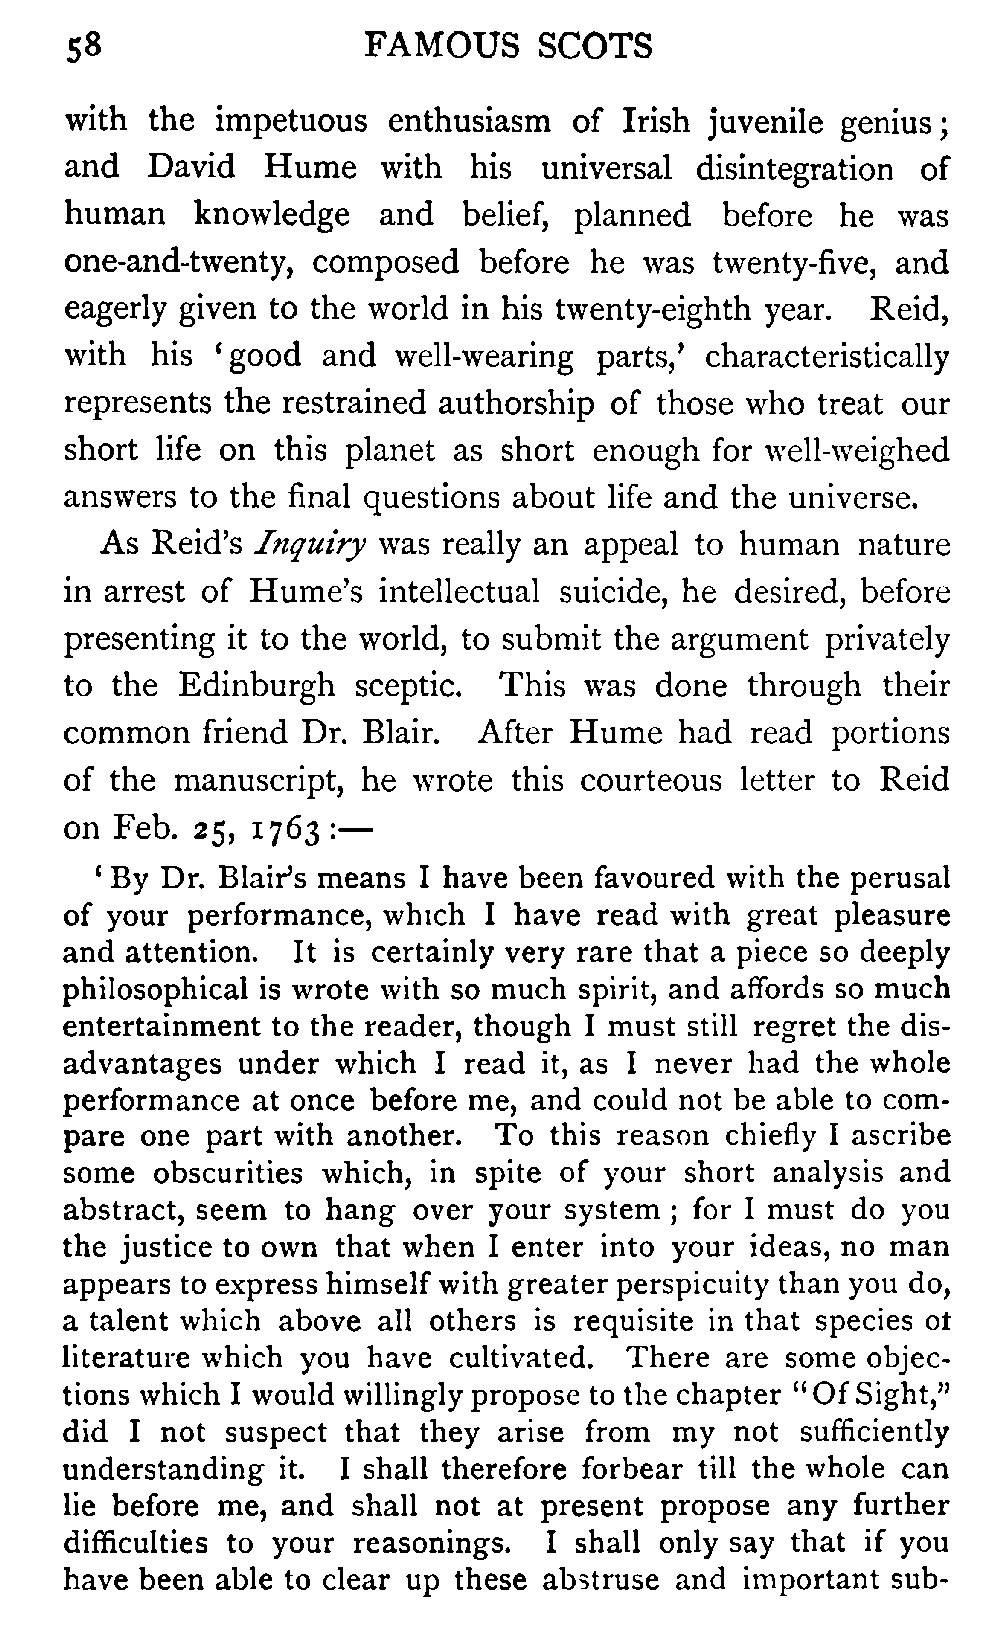 58 FAMOUS SCOTS
with the impetuous enthusiasm of Irish juvenile genius;
and David Hume with his universal disintegration of
human knowledge and belief, planned before he was
one-and-twenty, composed before he was twenty-five, and
eagerly given to the world in his twenty-eighth year. Reid,
with his ‘good and well-wearing parts,’ characteristically
represents the restrained authorship of those who treat our
short life on this planet as short enough for well-weighed
answers to the final questions about life and the universe.
As Reid’s Inquiry was really an appeal to human nature
in arrest of Hume’s intellectual suicide, he desired, before
presenting it to the world, to submit the argument privately
to the Edinburgh sceptic. This was done through their
common friend Dr. Blair. After Hume had read portions
of the manuscript, he wrote this courteous letter to Reid
on Feb. 25, 1763:—
‘By Dr. Blair’s means I have been favoured with the perusal
of your performance, which I have read with great pleasure
and attention. It is certainly very rare that a piece so deeply
philosophical is wrote with so much spirit, and affords so much
entertainment to the reader, though I must still regret the dis-
advantages under which I read it, as I never had the whole
performance at once before me, and could not be able to com-
pare one part with another. To this reason chiefly I ascribe
some obscurities which, in spite of your short analysis and
abstract, seem to hang over your system; for I must do you
the justice to own that when I enter into your ideas, no man
appears to express himself with greater perspicuity than you do,
a talent which above all others is requisite in that species of
literature which you have cultivated. There are some objec-
tions which I would willingly propose to the chapter “Of Sight,”
did I not suspect that they arise from my not sufficiently
understanding it. I shall therefore forbear till the whole can
lie before me, and shall not at present propose any further
difficulties to your reasonings. I shall only say that if you
have been able to clear up these abstruse and important sub-